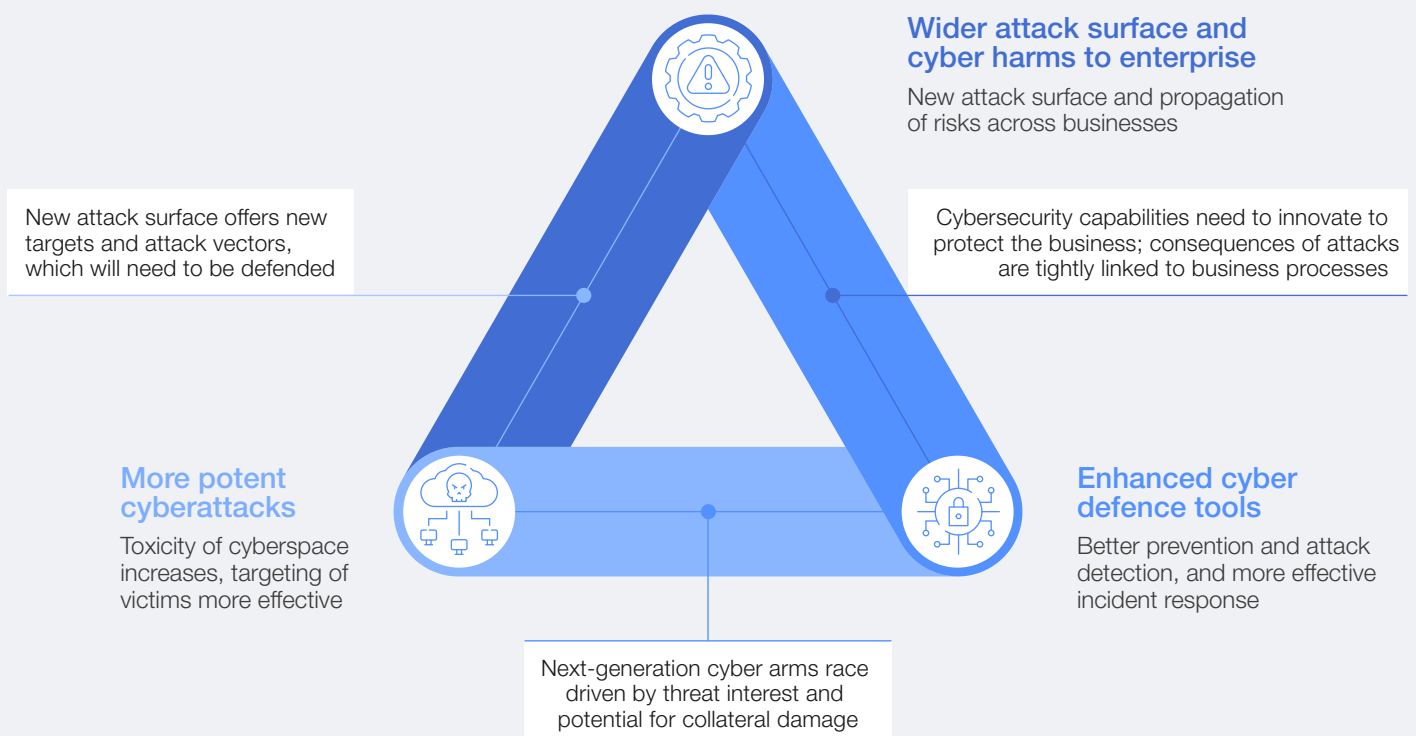 Wider attack surface and
cyber harms to enterprise
New attack surface and propagation
of risks across businesses
New attack surface offers new
targets and attack vectors,
which will need to be defended
Cybersecurity capabilities need to innovate to
protect the business; consequences of attacks
are tightly linked to business processes
More potent
cyberattacks
Toxicity of cyberspace
increases, targeting of
victims more effective
Enhanced cyber
defence tools
Better prevention and attack
detection, and more effective
incident response
Next-generation cyber arms race
driven by threat interest and
potential for collateral damage